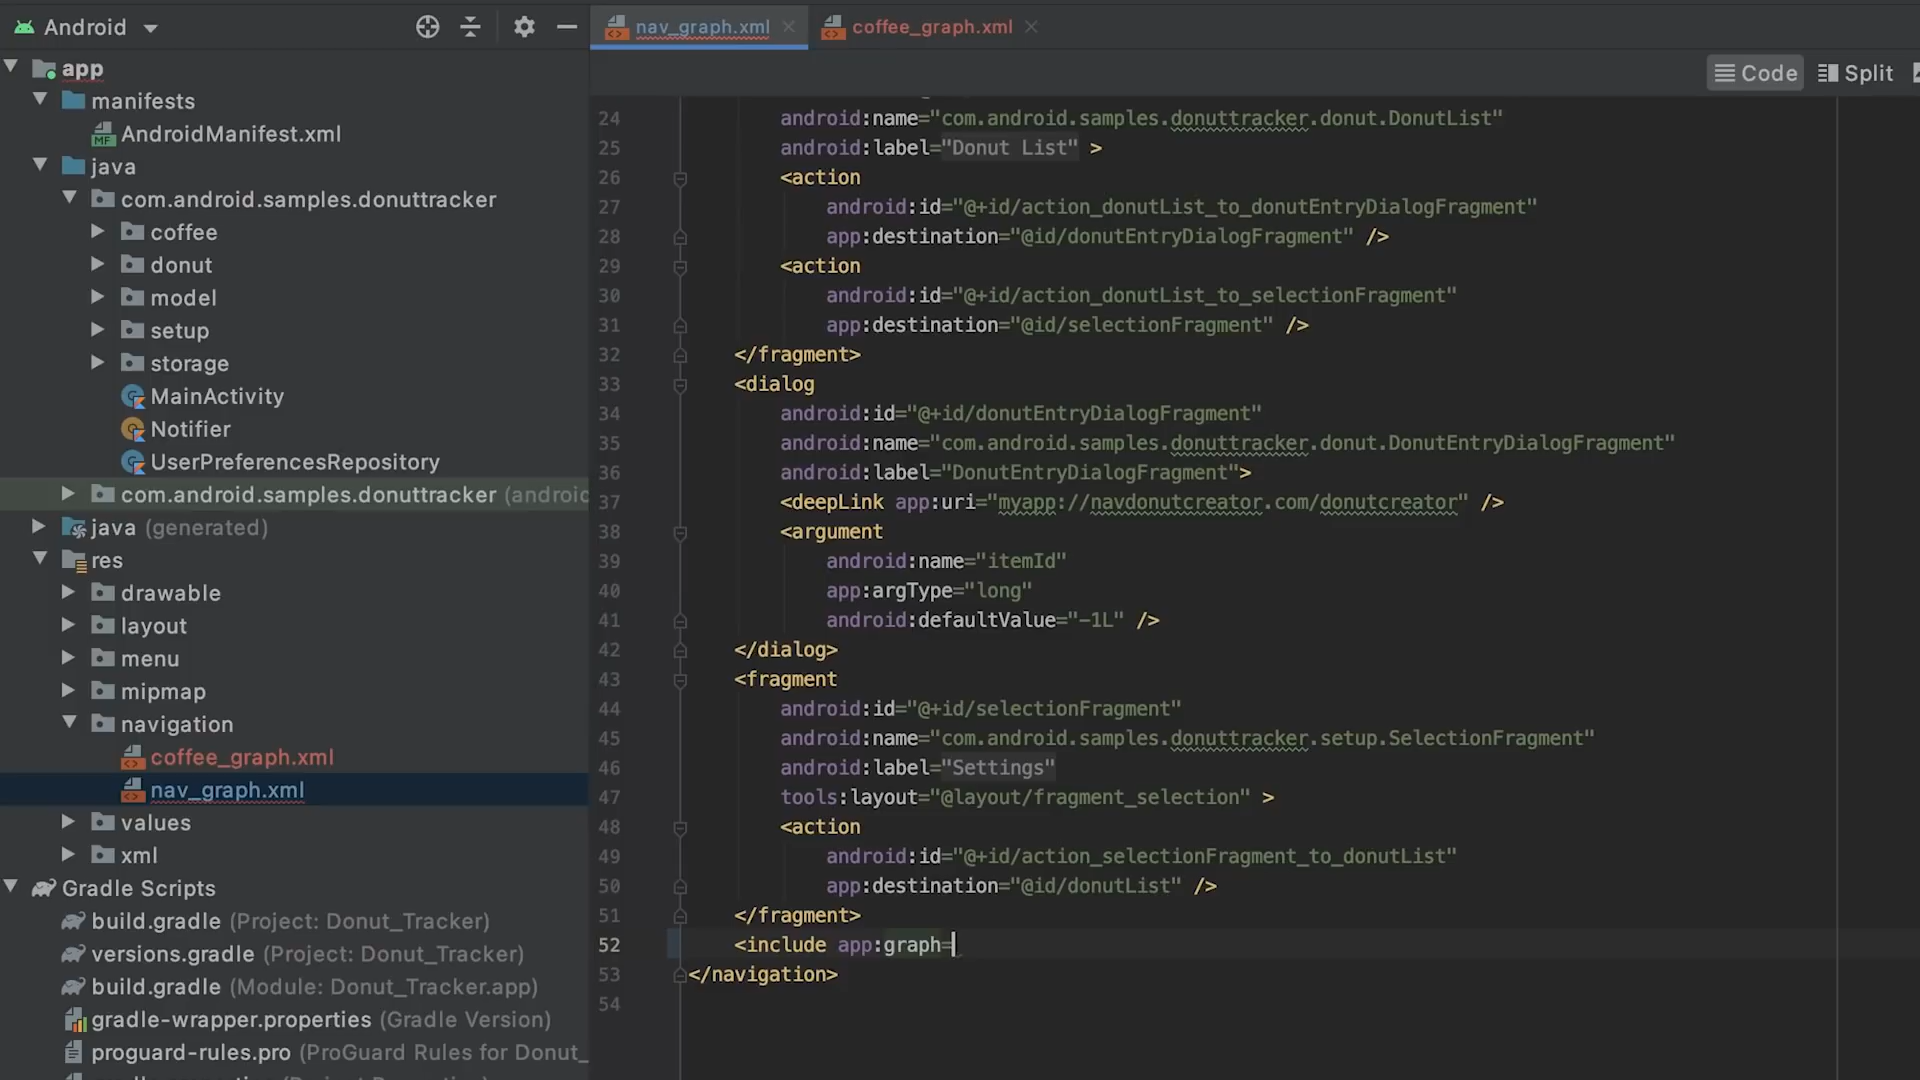 Android
nav_graph.xml
coffee_graph.xml
Code
Split
app
manifests
AndroidManifest.xml
java
com.android.samples.donuttracker
coffee
donut
model
setup
storage
MainActivity
Notifier
UserPreferencesRepository
com.android.samples.donuttracker (androic
java (generated)
res
drawable
layout
menu
mipmap
navigation
coffee_graph.xml
nav_graph.xml
values
xml
Gradle Scripts
build.gradle (Project: Donut_Tracker)
versions.gradle (Project: Donut_Tracker)
build.gradle (Module: Donut_Tracker.app)
gradle-wrapper.properties (Gradle Version)
proguard-rules.pro (ProGuard Rules for Donut_
24 android:name="com.android.samples.donuttracker.donut.DonutList"
25 android:label="Donut List" >
26 <action
27 android:id="@+id/action_donutList_to_donutEntryDialogFragment"
28 app:destination="@id/donutEntryDialogFragment" />
29 <action
30 android:id="@+id/action_donutList_to_selectionFragment"
31 app:destination="@id/selectionFragment" />
32 </fragment>
33 <dialog
34 android:id="@+id/donutEntryDialogFragment"
35 android:name="com.android.samples.donuttracker.donut.DonutEntryDialogFragment"
36 android:label="DonutEntryDialogFragment">
37 <deepLink app:uri="myapp://navdonutcreator.com/donutcreator" />
38 <argument
39 android:name="itemId"
40 app:argType="long"
41 android:defaultValue="-1L" />
42 </dialog>
43 <fragment
44 android:id="@+id/selectionFragment"
45 android:name="com.android.samples.donuttracker.setup.SelectionFragment"
46 android:label="Settings"
47 tools:layout="@layout/fragment_selection" >
48 <action
49 android:id="@+id/action_selectionFragment_to_donutList"
50 app:destination="@id/donutList" />
51 </fragment>
52 <include app:graph=
53 </navigation>
54